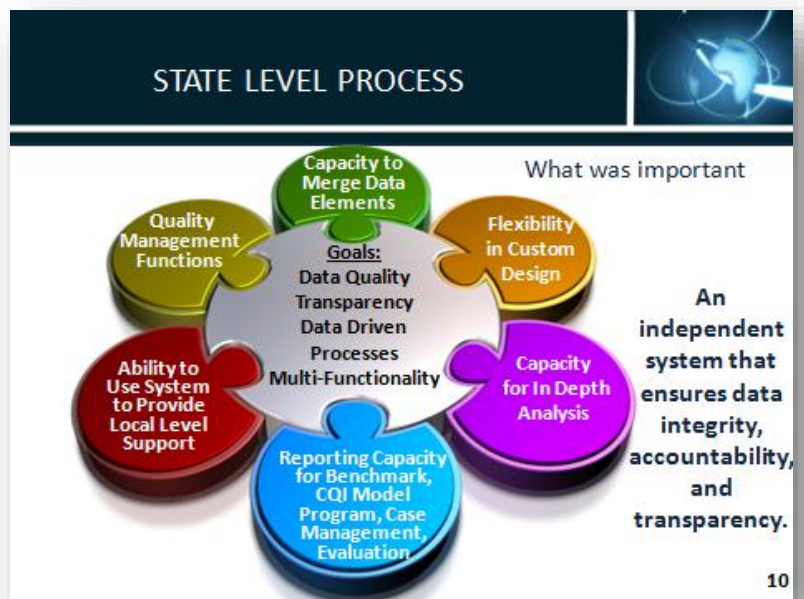 STATE LEVEL PROCESS
What was important
Capacity to
Merge Data
Elements
Quality
Management
Functions
Flexibility
in Custom
Design
Goals:
Data Quality
Transparency
Data Driven
Processes
Multi-Functionality
Ability to
Use System
to Provide
Local Level
Support
Capacity
for In Depth
Analysis
Reporting Capacity
for Benchmark,
CQI Model
Program, Case
Management,
Evaluation
An
independent
system that
ensures data
integrity,
accountability,
and
transparency.
10